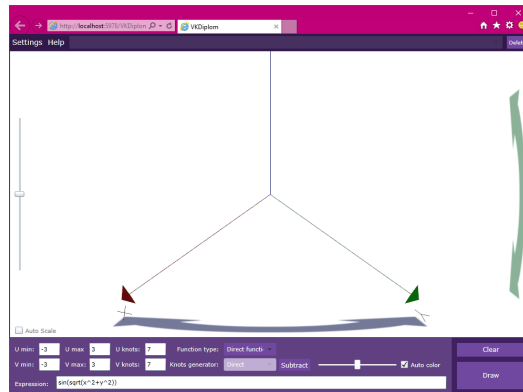 http://localhost:5978/VKDiplom
VKDiplom
Settings Help
Delet
Auto Scale
U min: -3 U max 3 U knots: 7 Function type: Direct functi
V min: -3 V max: 3 V knots: 7 Knots generator: Direct Subtract Auto color
Expression: sin(sqrt(x^2+y^2))
Clear
Draw